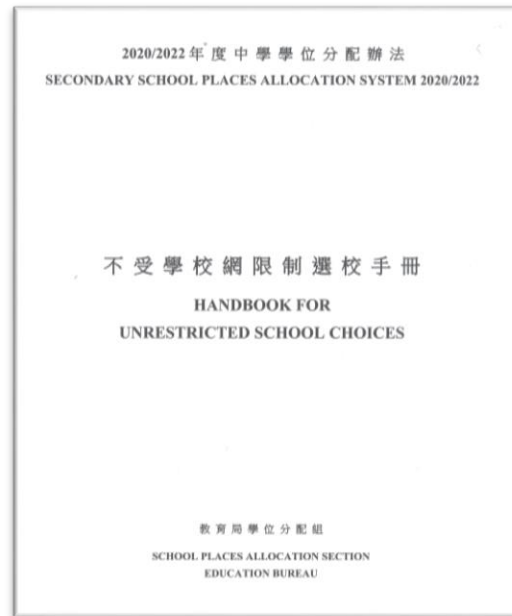 2020/2022年度中學學位分配辦法
SECONDARY SCHOOL PLACES ALLOCATION SYSTEM 2020/2022
不受學校網限制選校手冊
HANDBOOK FOR
UNRESTRICTED SCHOOL CHOICES
教育局學位分配組
SCHOOL PLACES ALLOCATION SECTION
EDUCATION BUREAU